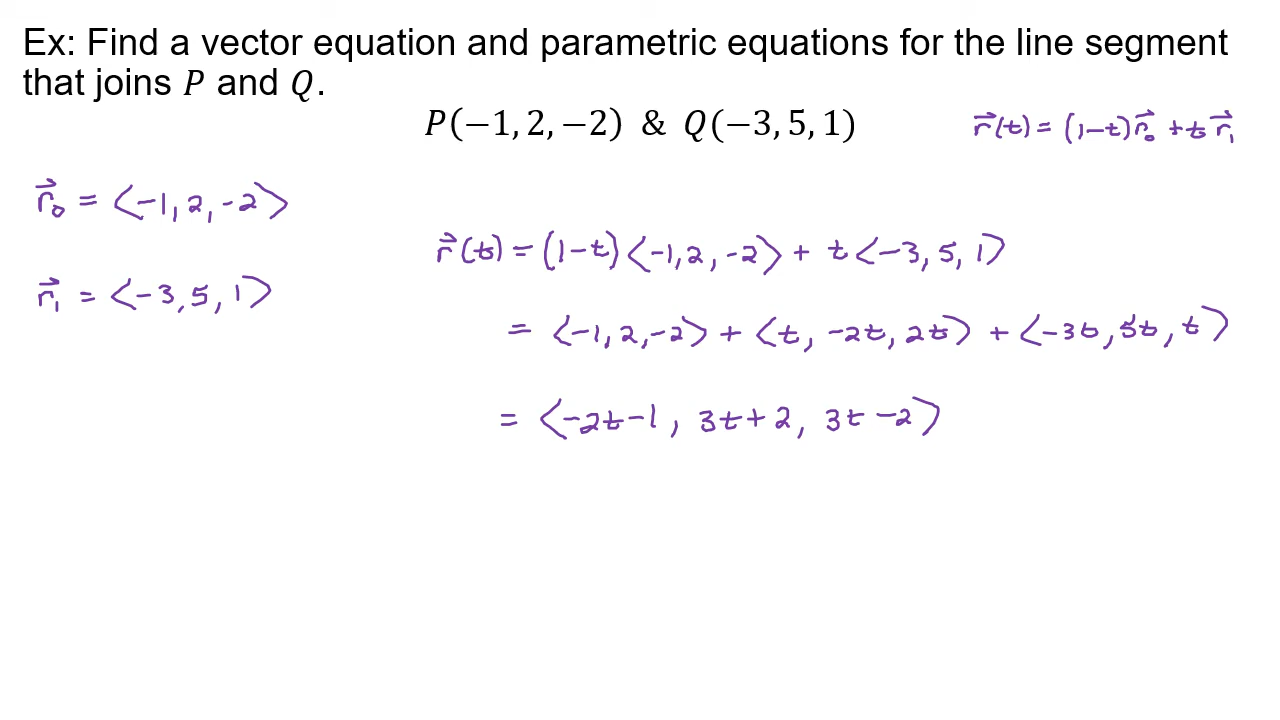 Ex: Find a vector equation and parametric equations for the line segment
that joins P and Q.
P(−1, 2, −2) & Q(−3, 5, 1)
r⃗(t) = (1−t)r⃗₀ + t r⃗₁
r⃗₀ = ⟨−1, 2, −2⟩
r⃗(t) = (1−t)⟨−1, 2, −2⟩ + t⟨−3, 5, 1⟩
r⃗₁ = ⟨−3, 5, 1⟩
= ⟨−1, 2, −2⟩ + ⟨t, −2t, 2t⟩ + ⟨−3t, 5t, t⟩
= ⟨−2t−1, 3t+2, 3t−2⟩